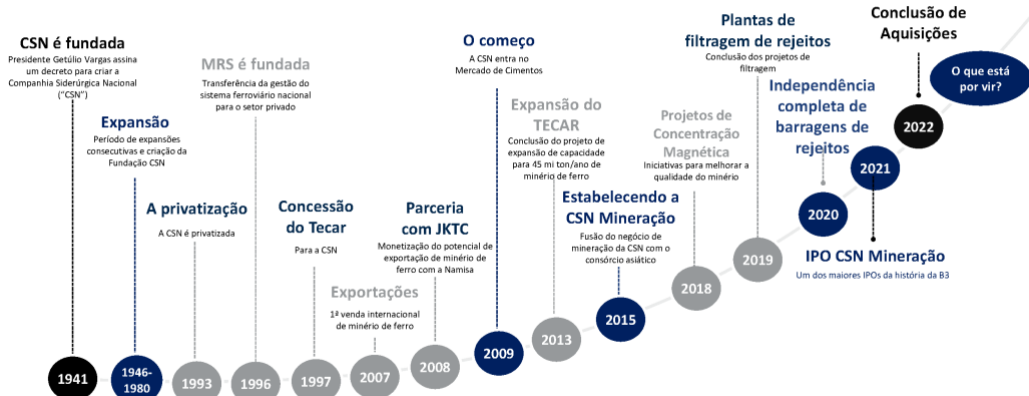 CSN é fundada
Presidente Getúlio Vargas assina
um decreto para criar a
Companhia Siderúrgica Nacional
("CSN")
1941
Expansão
Período de expansões
consecutivas e criação da
Fundação CSN
1946-
1980
A privatização
A CSN é privatizada
1993
MRS é fundada
Transferência da gestão do
sistema ferroviário nacional
para o setor privado
1996
Concessão
do Tecar
Para a CSN
1997
Exportações
1ª venda internacional
de minério de ferro
2007
Parceria
com JKTC
Monetização do potencial de
exportação de minério de
ferro com a Namisa
2008
O começo
A CSN entra no
Mercado de Cimentos
2009
Expansão do
TECAR
Conclusão do projeto de
expansão de capacidade
para 45 mi ton/ano de
minério de ferro
2013
Estabelecendo a
CSN Mineração
Fusão do negócio de
mineração da CSN com o
consórcio asiático
2015
Projetos de
Concentração
Magnética
Iniciativas para melhorar a
qualidade do minério
2018
Plantas de
filtragem de rejeitos
Conclusão dos projetos de
filtragem
2019
Independência
completa de
barragens de
rejeitos
2020
2021
IPO CSN Mineração
Um dos maiores IPOs da história da B3
Conclusão de
Aquisições
2022
O que está
por vir?